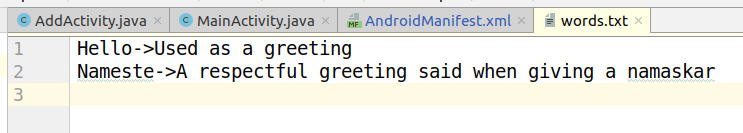 AddActivity.java MainActivity.java AndroidManifest.xml words.txt
1 Hello->Used as a greeting
2 Nameste->A respectful greeting said when giving a namaskar
3